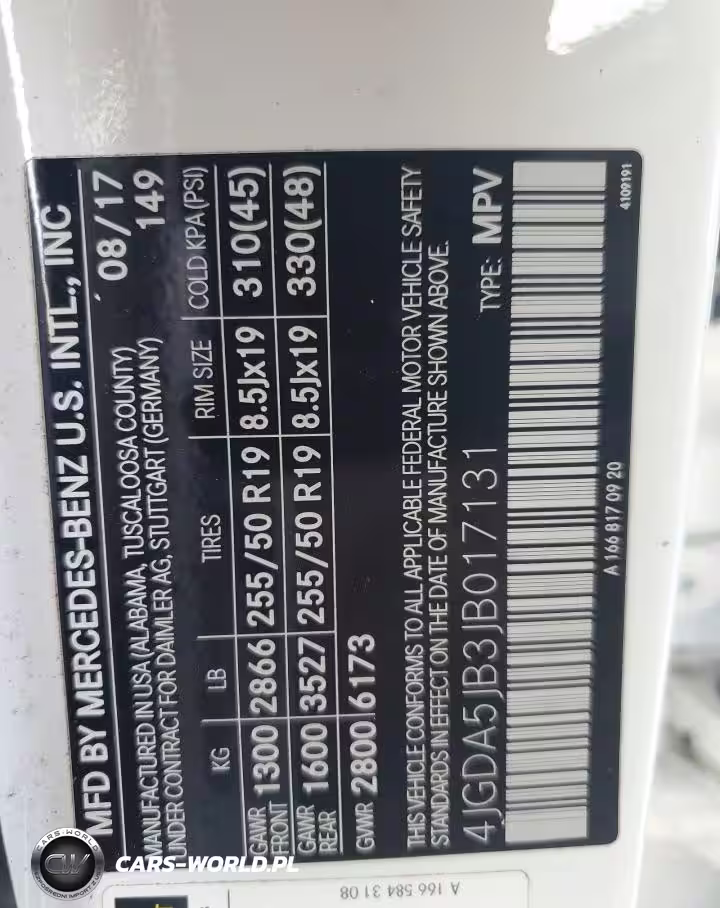 MFD BY MERCEDES-BENZ U.S. INTL., INC
MANUFACTURED IN USA (ALABAMA, TUSCALOOSA COUNTY) 08/17
UNDER CONTRACT FOR DAIMLER AG, STUTTGART (GERMANY) 149
KG LB TIRES RIM SIZE COLD KPA (PSI)
GAWR FRONT 1300 2866 255/50 R19 8.5Jx19 310(45)
GAWR REAR 1600 3527 255/50 R19 8.5Jx19 330(48)
GVWR 2800 6173
THIS VEHICLE CONFORMS TO ALL APPLICABLE FEDERAL MOTOR VEHICLE SAFETY
STANDARDS IN EFFECT ON THE DATE OF MANUFACTURE SHOWN ABOVE.
4JGDA5JB3JB017131 TYPE: MPV
A 166 817 09 20 4109191
A 166 584 31 08
CARS-WORLD
CARS-WORLD.PL